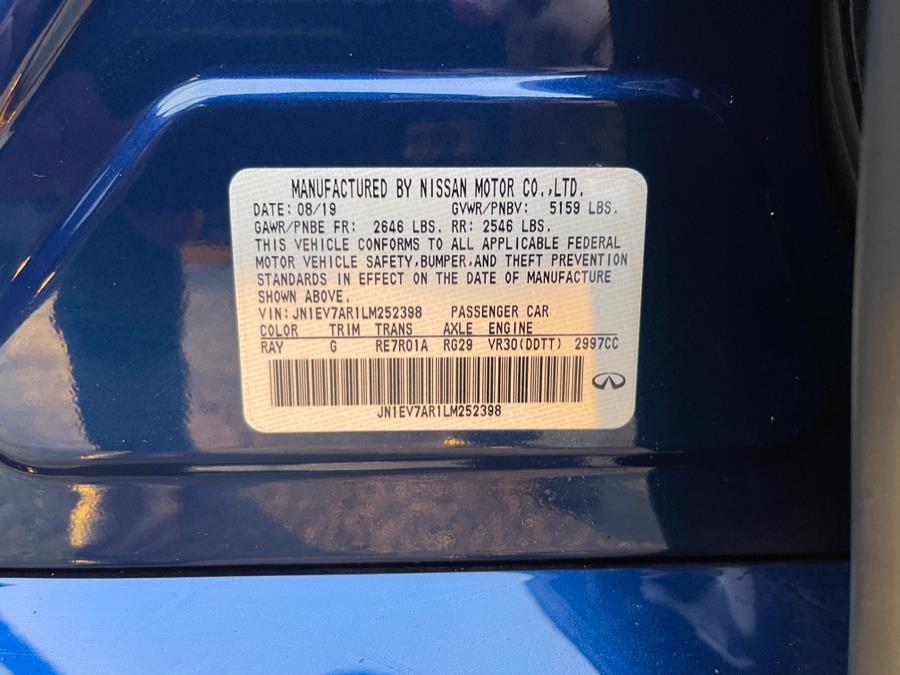 MANUFACTURED BY NISSAN MOTOR CO.,LTD.
DATE: 08/19 GVWR/PNBV: 5159 LBS.
GAWR/PNBE FR: 2646 LBS. RR: 2546 LBS.
THIS VEHICLE CONFORMS TO ALL APPLICABLE FEDERAL
MOTOR VEHICLE SAFETY,BUMPER,AND THEFT PREVENTION
STANDARDS IN EFFECT ON THE DATE OF MANUFACTURE
SHOWN ABOVE.
VIN: JN1EV7AR1LM252398 PASSENGER CAR
COLOR TRIM TRANS AXLE ENGINE
RAY G RE7R01A RG29 VR30(DDTT) 2997CC
JN1EV7AR1LM252398